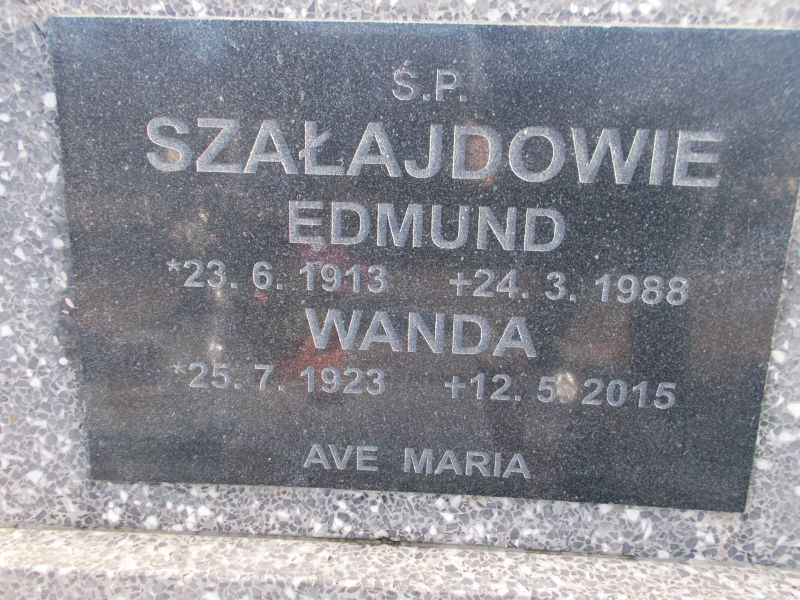 Ś.P.
SZAŁAJDOWIE
EDMUND
*23. 6. 1913 +24. 3. 1988
WANDA
*25. 7. 1923 +12. 5. 2015
AVE MARIA